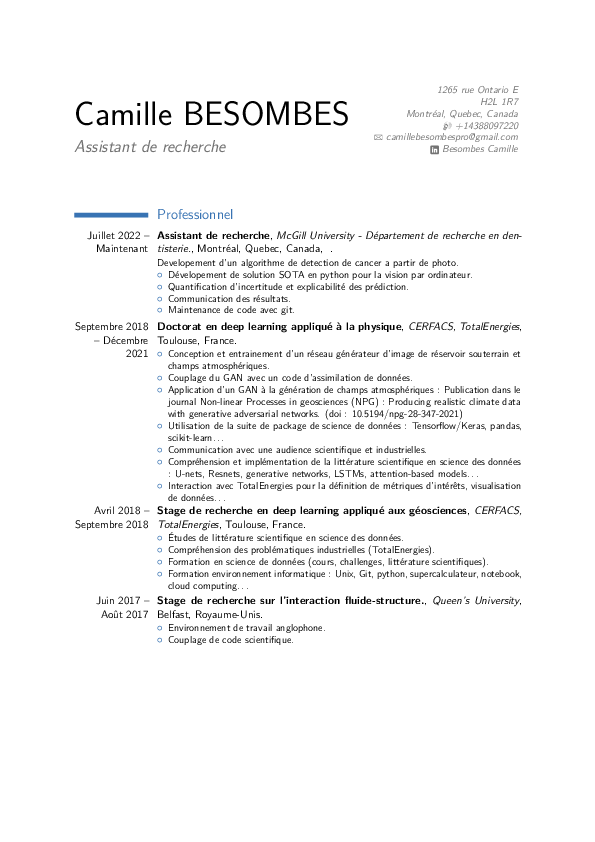 Camille BESOMBES
Assistant de recherche
1265 rue Ontario E
H2L 1R7
Montréal, Quebec, Canada
+14388097220
camillebesombespro@gmail.com
Besombes Camille
Professionnel
Juillet 2022 –
Maintenant
Assistant de recherche, McGill University - Département de recherche en den-
tisterie., Montréal, Quebec, Canada, .
Developement d'un algorithme de detection de cancer a partir de photo.
○ Dévelopement de solution SOTA en python pour la vision par ordinateur.
○ Quantification d'incertitude et explicabilité des prédiction.
○ Communication des résultats.
○ Maintenance de code avec git.
Septembre 2018
– Décembre
2021
Doctorat en deep learning appliqué à la physique, CERFACS, TotalEnergies,
Toulouse, France.
○ Conception et entrainement d'un réseau générateur d'image de réservoir souterrain et
champs atmosphériques.
○ Couplage du GAN avec un code d'assimilation de données.
○ Application d'un GAN à la génération de champs atmosphériques : Publication dans le
journal Non-linear Processes in geosciences (NPG) : Producing realistic climate data
with generative adversarial networks. (doi : 10.5194/npg-28-347-2021)
○ Utilisation de la suite de package de science de données : Tensorflow/Keras, pandas,
scikit-learn...
○ Communication avec une audience scientifique et industrielles.
○ Compréhension et implémentation de la littérature scientifique en science des données
: U-nets, Resnets, generative networks, LSTMs, attention-based models...
○ Interaction avec TotalEnergies pour la définition de métriques d'intérêts, visualisation
de données...
Avril 2018 –
Septembre 2018
Stage de recherche en deep learning appliqué aux géosciences, CERFACS,
TotalEnergies, Toulouse, France.
○ Études de littérature scientifique en science des données.
○ Compréhension des problématiques industrielles (TotalEnergies).
○ Formation en science de données (cours, challenges, littérature scientifiques).
○ Formation environnement informatique : Unix, Git, python, supercalculateur, notebook,
cloud computing...
Juin 2017 –
Août 2017
Stage de recherche sur l'interaction fluide-structure., Queen's University,
Belfast, Royaume-Unis.
○ Environnement de travail anglophone.
○ Couplage de code scientifique.